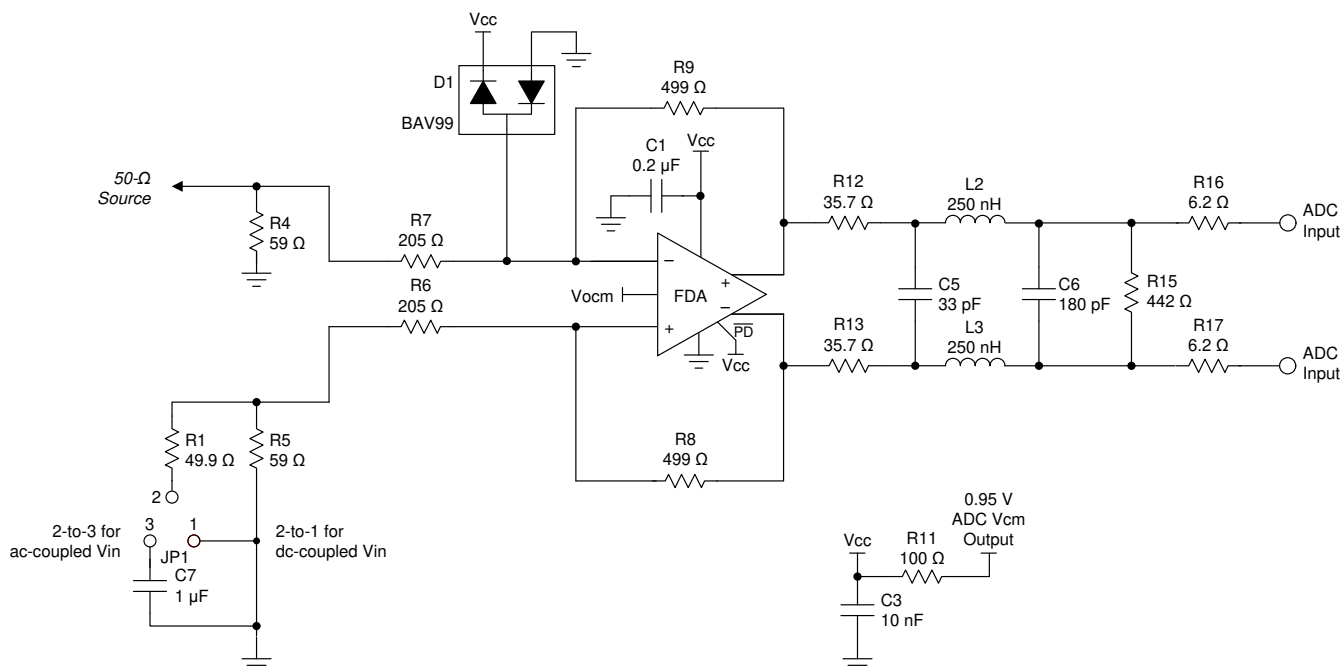 Vcc
D1
BAV99
R9
499 Ω
C1
0.2 µF
Vcc
50-Ω
Source
R4
59 Ω
R7
205 Ω
R6
205 Ω
Vocm
FDA
−
+
+
−
PD
Vcc
R12
35.7 Ω
L2
250 nH
R16
6.2 Ω
ADC
Input
C5
33 pF
C6
180 pF
R15
442 Ω
R13
35.7 Ω
L3
250 nH
R17
6.2 Ω
ADC
Input
R8
499 Ω
R1
49.9 Ω
R5
59 Ω
2
3
1
JP1
2-to-3 for
ac-coupled Vin
2-to-1 for
dc-coupled Vin
C7
1 µF
0.95 V
ADC Vcm
Output
Vcc
R11
100 Ω
C3
10 nF